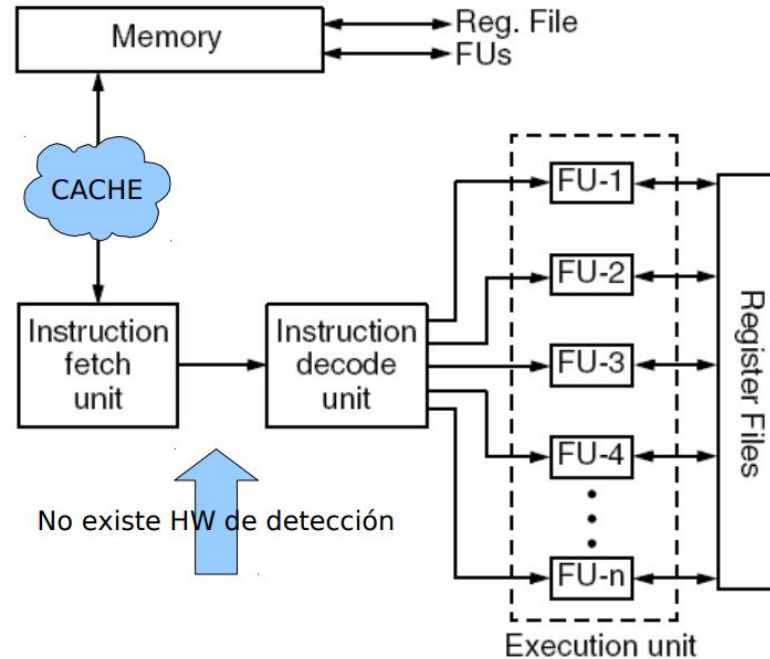 Memory
Reg. File
FUs
CACHE
Instruction
fetch
unit
Instruction
decode
unit
FU-1
FU-2
FU-3
FU-4
FU-n
Register Files
No existe HW de detección
Execution unit